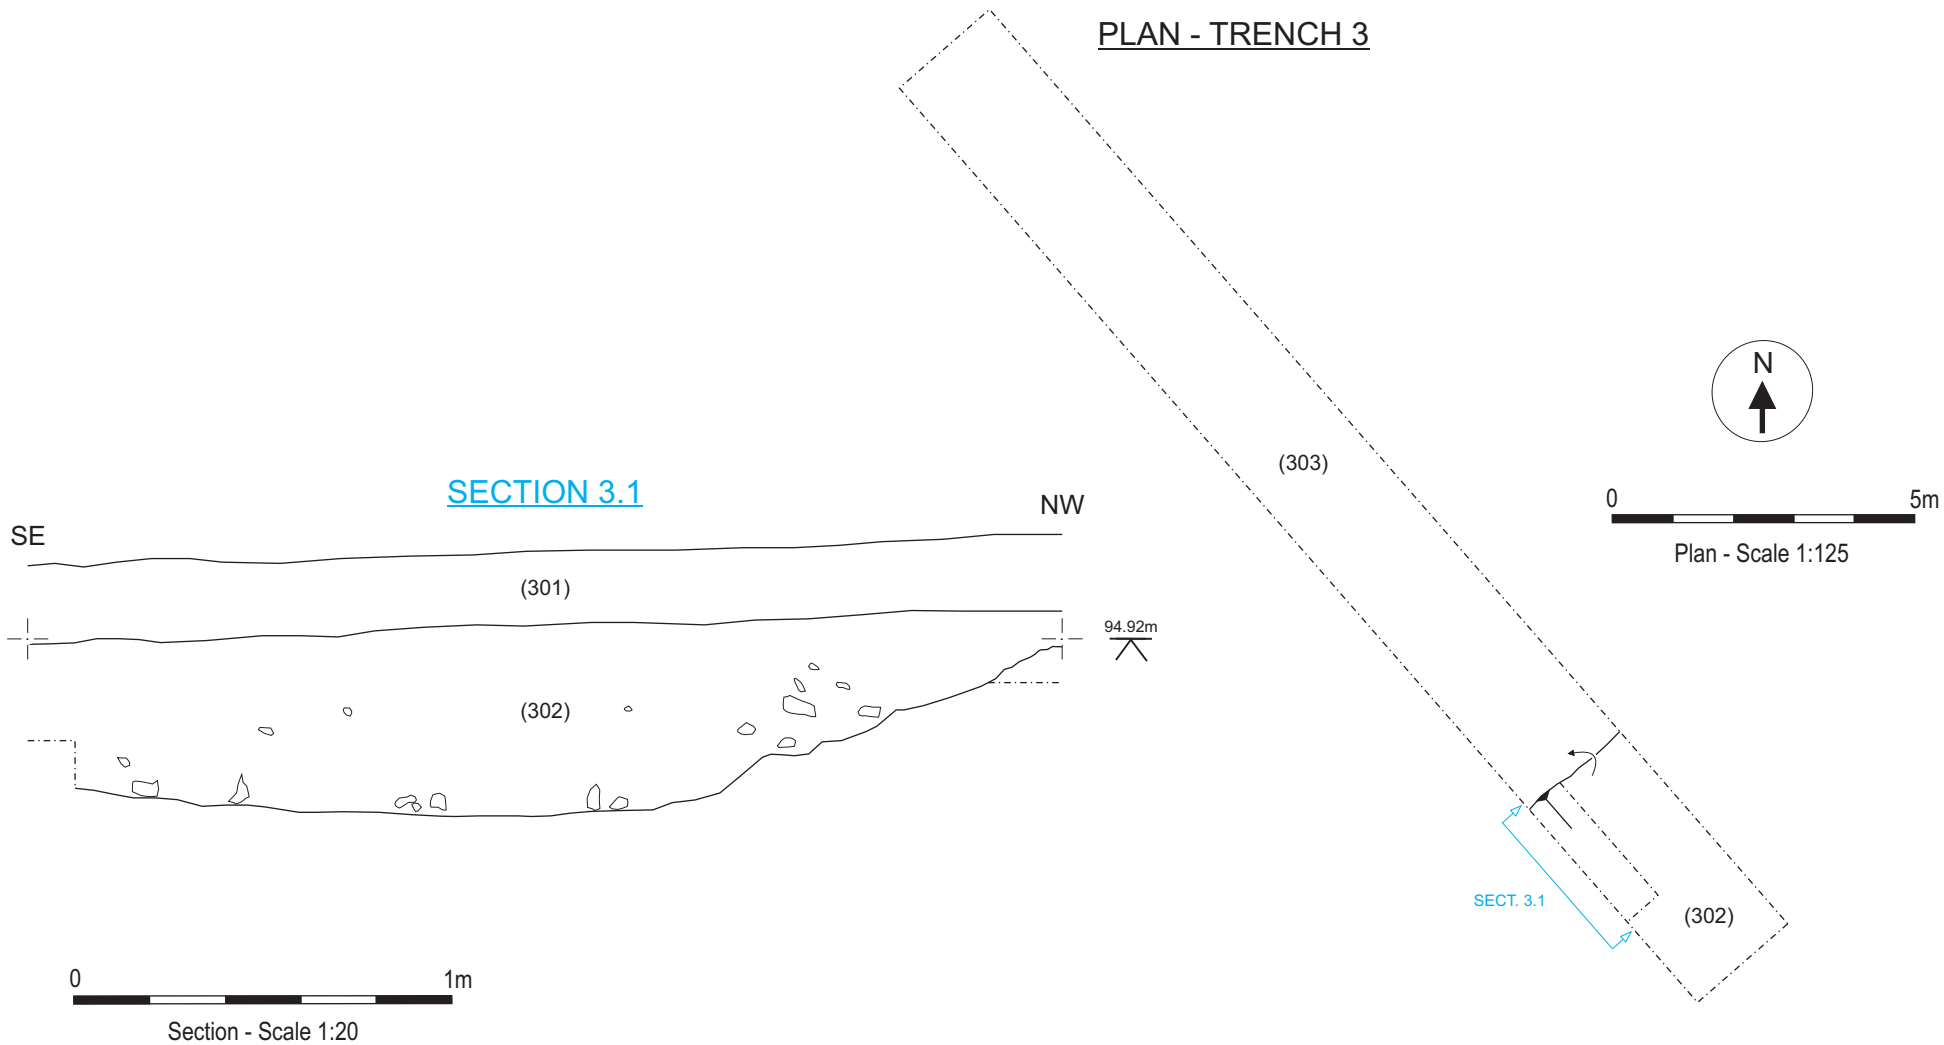 PLAN - TRENCH 3
N
(303)
0 5m
Plan - Scale 1:125
SECTION 3.1
SE
NW
(301)
94.92m
(302)
SECT. 3.1
(302)
0 1m
Section - Scale 1:20